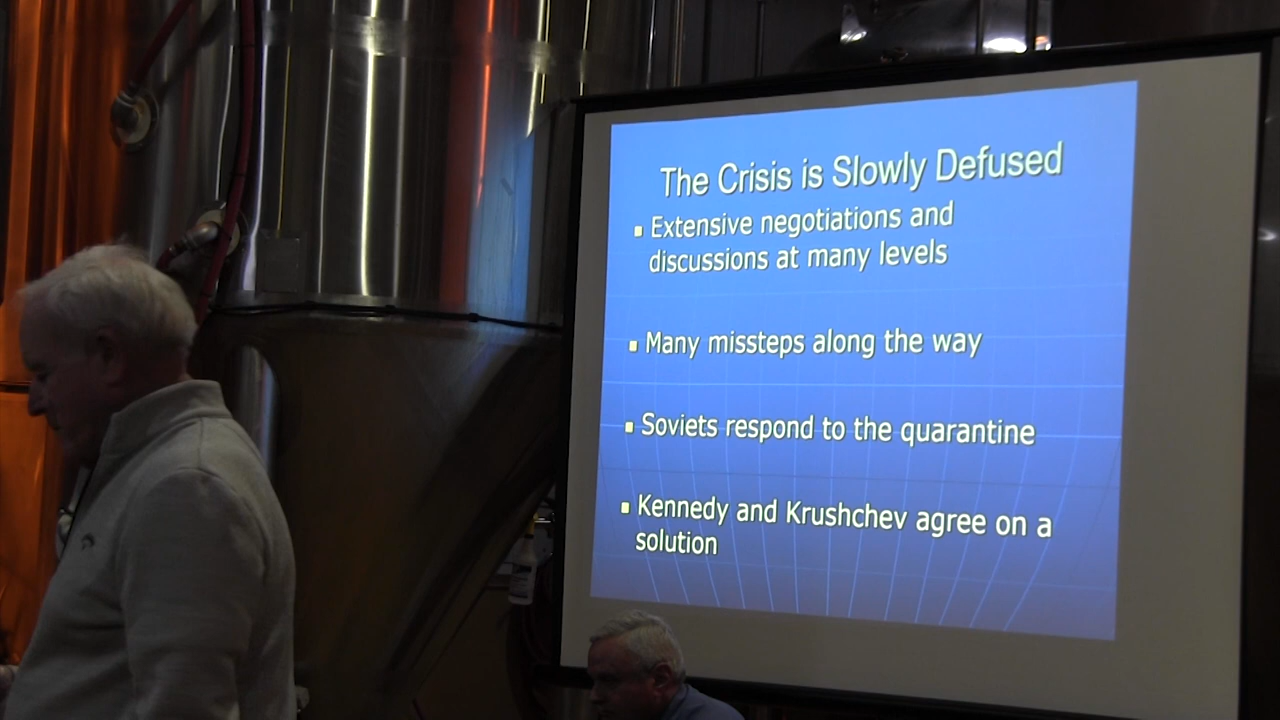 The Crisis is Slowly Defused
Extensive negotiations and
discussions at many levels
Many missteps along the way
Soviets respond to the quarantine
Kennedy and Krushchev agree on a
solution